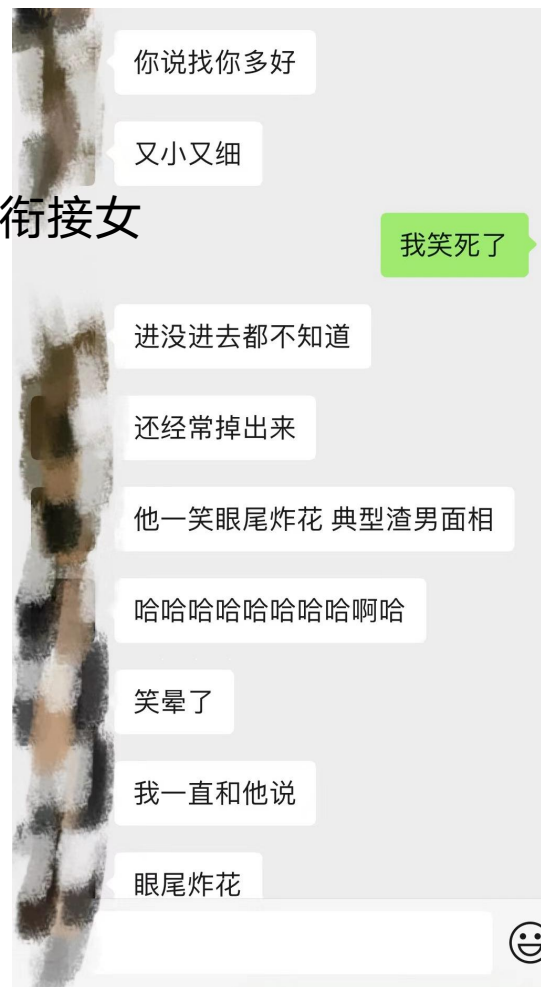 你说找你多好
又小又细
衔接女
我笑死了
进没进去都不知道
还经常掉出来
他一笑眼尾炸花 典型渣男面相
哈哈哈哈哈哈哈哈啊哈
笑晕了
我一直和他说
眼尾炸花